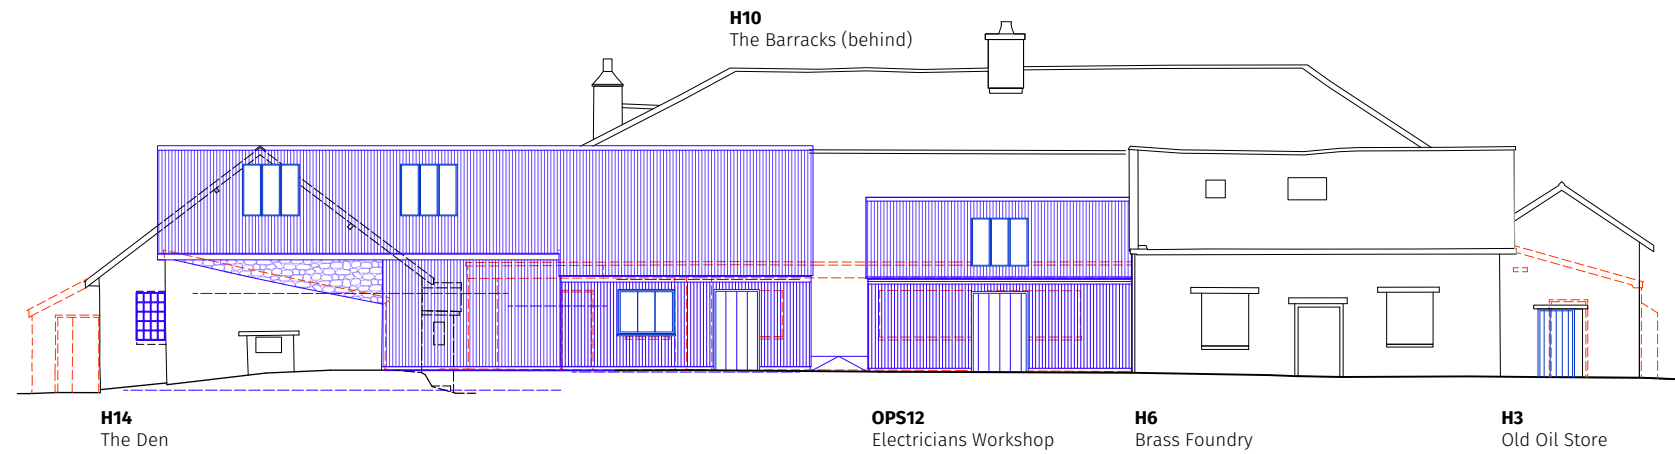 H10
The Barracks (behind)
H14
The Den
OPS12
Electricians Workshop
H6
Brass Foundry
H3
Old Oil Store